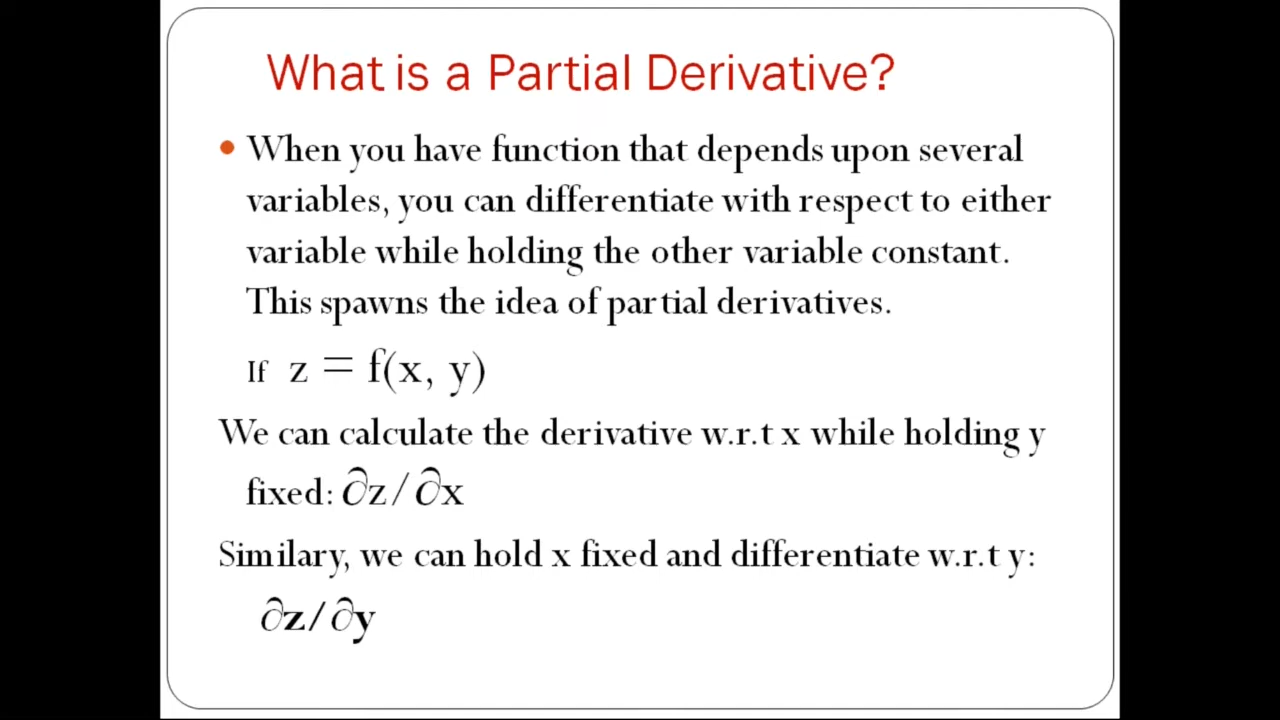 What is a Partial Derivative?
• When you have function that depends upon several
variables, you can differentiate with respect to either
variable while holding the other variable constant.
This spawns the idea of partial derivatives.
If z = f(x, y)
We can calculate the derivative w.r.t x while holding y
fixed: ∂z/∂x
Similary, we can hold x fixed and differentiate w.r.t y:
∂z/∂y